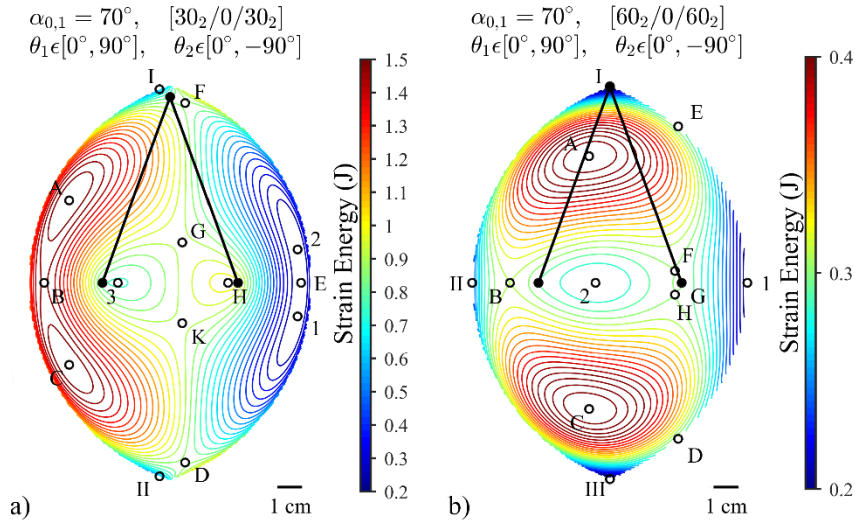 α₀,₁ = 70°, [30₂/0/30₂]
θ₁ϵ[0°, 90°], θ₂ϵ[0°, −90°]
I
F
A
G
2
B
3
H
E
K
1
C
D
II
1 cm
a)
1.5
1.4
1.3
1.2
1.1
1.0
0.9
0.8
0.7
0.6
0.5
0.4
0.3
0.2
Strain Energy (J)
α₀,₁ = 70°, [60₂/0/60₂]
θ₁ϵ[0°, 90°], θ₂ϵ[0°, −90°]
I
E
A
F
II
B
2
G
1
H
C
D
III
1 cm
b)
0.4
0.3
0.2
Strain Energy (J)